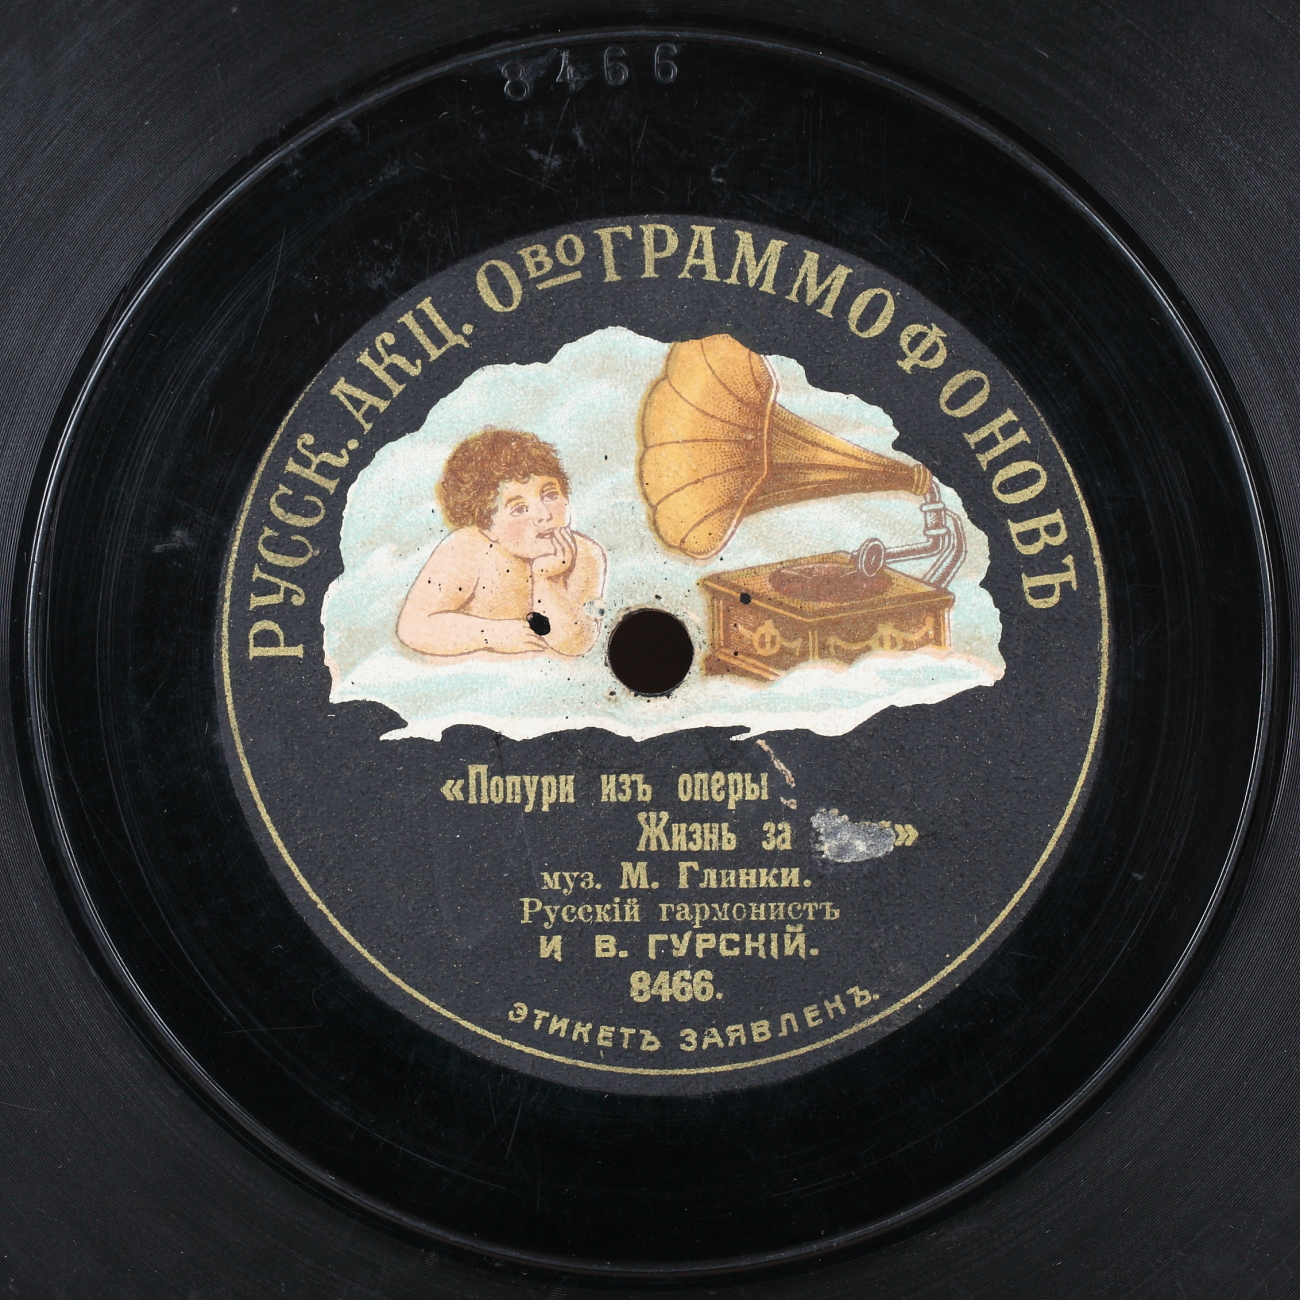 8466
РУССК. АКЦ. Ово ГРАММОФОНОВЪ
«Попури изъ оперы
Жизнь за »
муз. М. Глинки.
Русскій гармонистъ
И В. ГУРСКІЙ.
8466.
ЭТИКЕТЪ ЗАЯВЛЕНЪ.